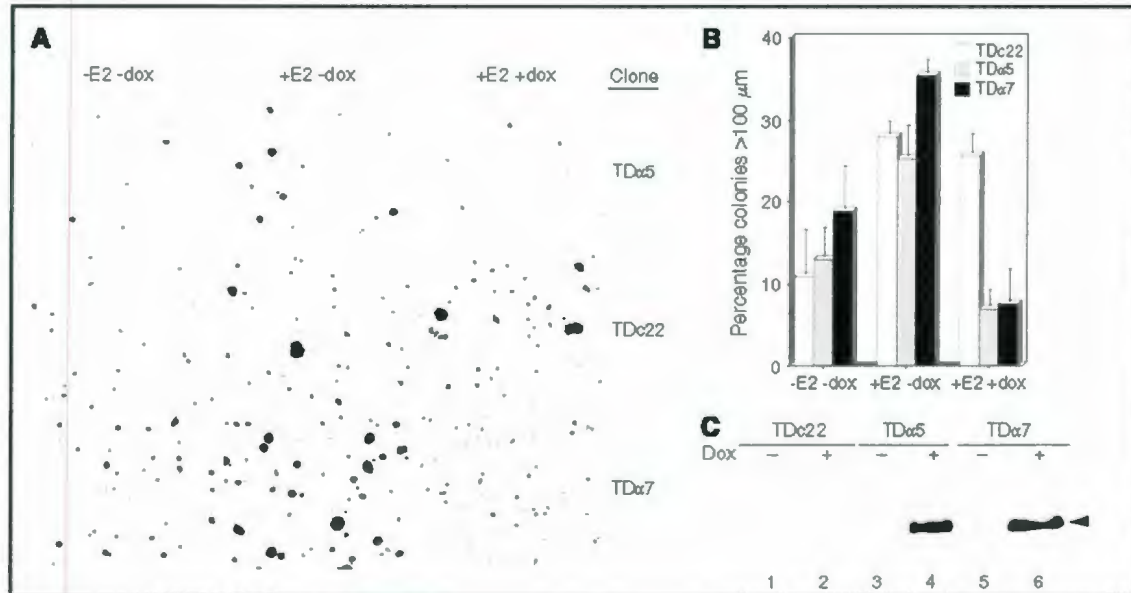 A
-E2 -dox +E2 -dox +E2 +dox Clone
TDα5
TDc22
TDα7
B
40
30
20
10
0
Percentage colonies >100 μm
TDc22
TDα5
TDα7
-E2 -dox +E2 -dox +E2 +dox
C
TDc22 TDα5 TDα7
Dox − + − + − +
1 2 3 4 5 6